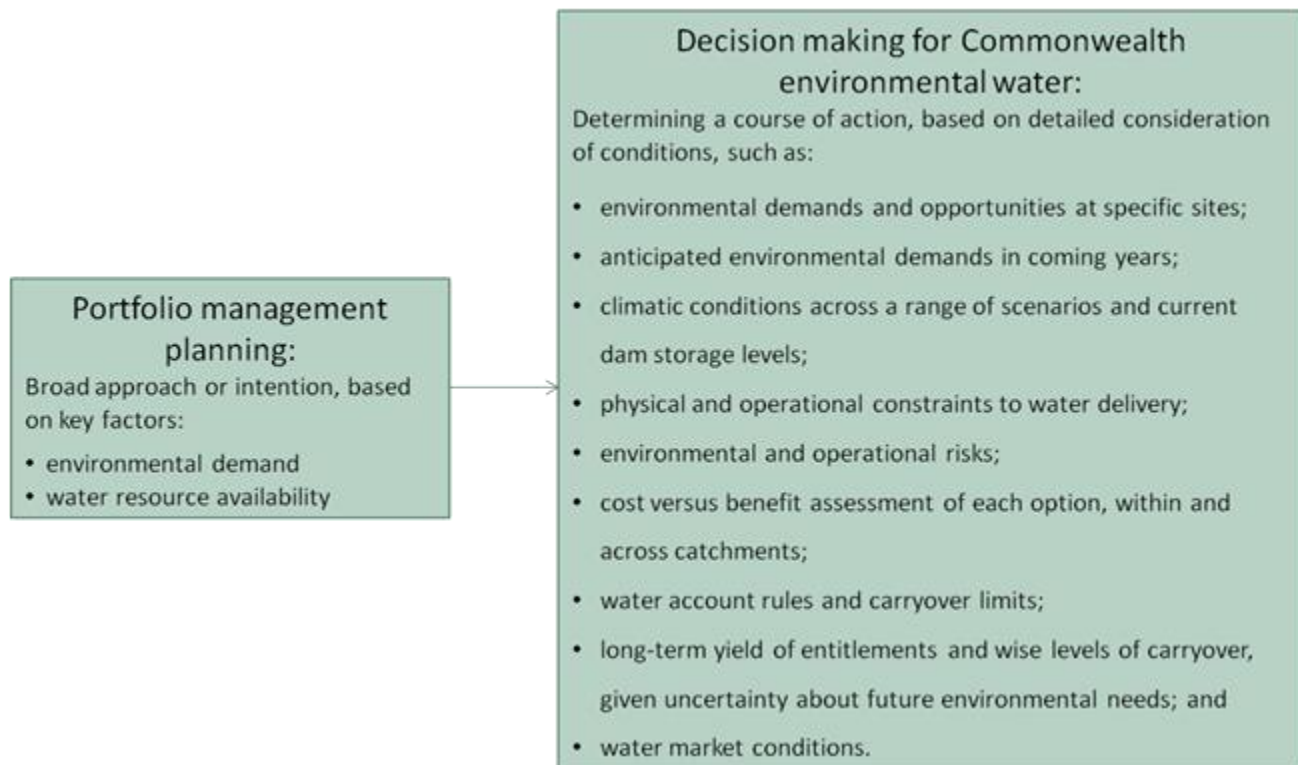 Portfolio management
planning:
Broad approach or intention, based
on key factors:
• environmental demand
• water resource availability
Decision making for Commonwealth
environmental water:
Determining a course of action, based on detailed consideration
of conditions, such as:
• environmental demands and opportunities at specific sites;
• anticipated environmental demands in coming years;
• climatic conditions across a range of scenarios and current
dam storage levels;
• physical and operational constraints to water delivery;
• environmental and operational risks;
• cost versus benefit assessment of each option, within and
across catchments;
• water account rules and carryover limits;
• long-term yield of entitlements and wise levels of carryover,
given uncertainty about future environmental needs; and
• water market conditions.